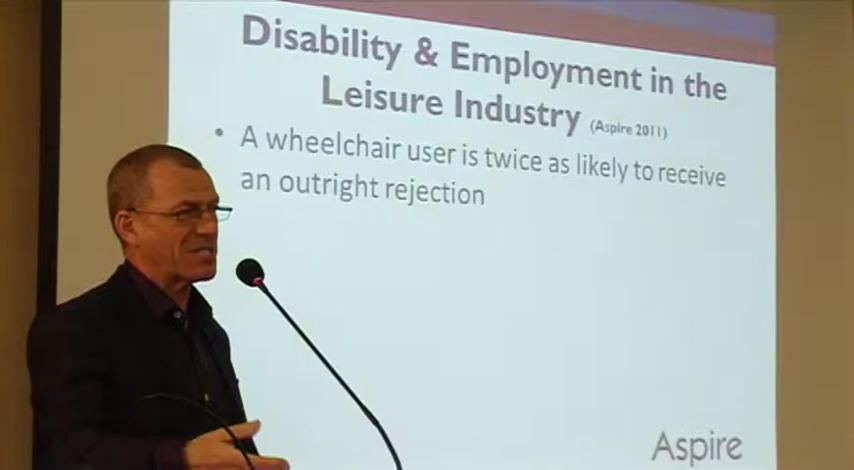 Disability & Employment in the
Leisure Industry (Aspire 2011)
• A wheelchair user is twice as likely to receive
an outright rejection
Aspire